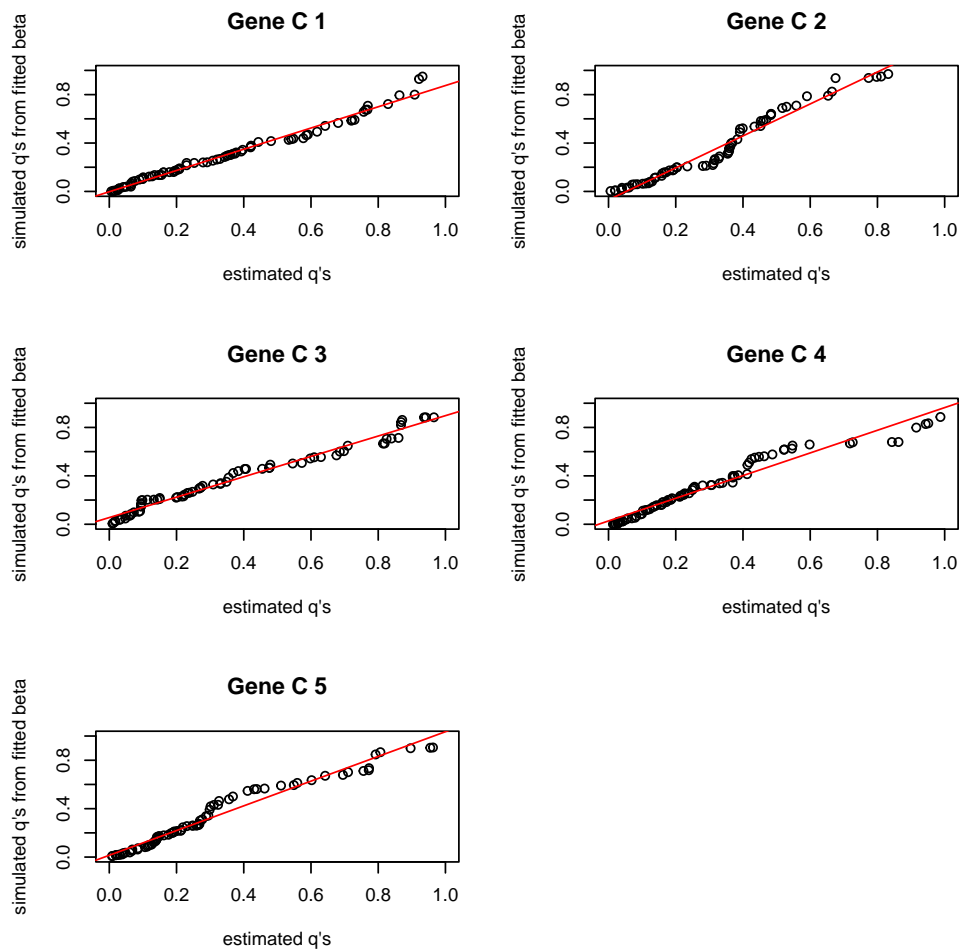 Gene C 1
simulated q's from fitted beta
0.0 0.4 0.8
0.0 0.2 0.4 0.6 0.8 1.0
estimated q's
Gene C 2
simulated q's from fitted beta
0.0 0.4 0.8
0.0 0.2 0.4 0.6 0.8 1.0
estimated q's
Gene C 3
simulated q's from fitted beta
0.0 0.4 0.8
0.0 0.2 0.4 0.6 0.8 1.0
estimated q's
Gene C 4
simulated q's from fitted beta
0.0 0.4 0.8
0.0 0.2 0.4 0.6 0.8 1.0
estimated q's
Gene C 5
simulated q's from fitted beta
0.0 0.4 0.8
0.0 0.2 0.4 0.6 0.8 1.0
estimated q's